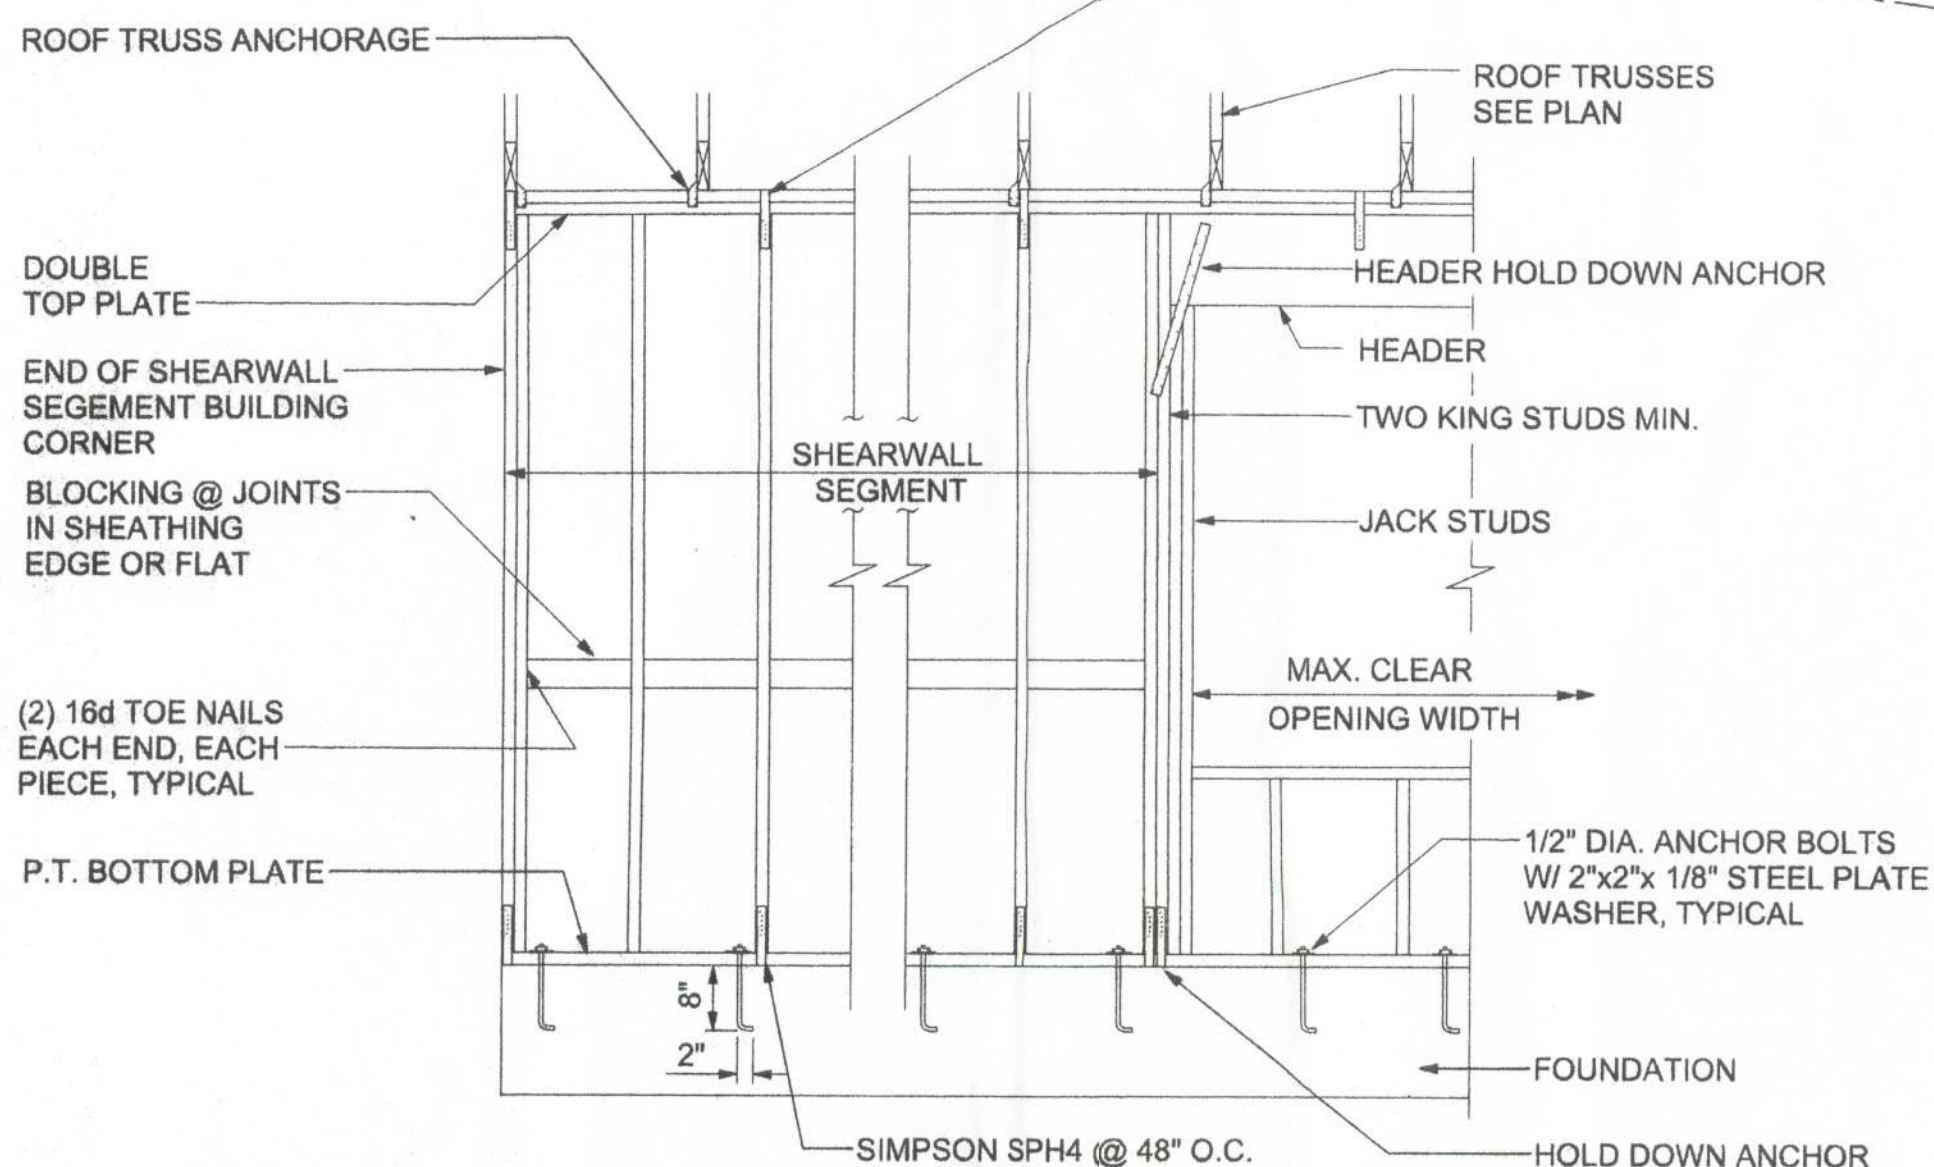 ROOF TRUSS ANCHORAGE
ROOF TRUSSES
SEE PLAN
DOUBLE
TOP PLATE
HEADER HOLD DOWN ANCHOR
HEADER
END OF SHEARWALL
SEGEMENT BUILDING
CORNER
TWO KING STUDS MIN.
SHEARWALL
SEGMENT
BLOCKING @ JOINTS
IN SHEATHING
EDGE OR FLAT
JACK STUDS
MAX. CLEAR
OPENING WIDTH
(2) 16d TOE NAILS
EACH END, EACH
PIECE, TYPICAL
P.T. BOTTOM PLATE
1/2" DIA. ANCHOR BOLTS
W/ 2"x2"x 1/8" STEEL PLATE
WASHER, TYPICAL
8"
2"
FOUNDATION
SIMPSON SPH4 @ 48" O.C.
HOLD DOWN ANCHOR